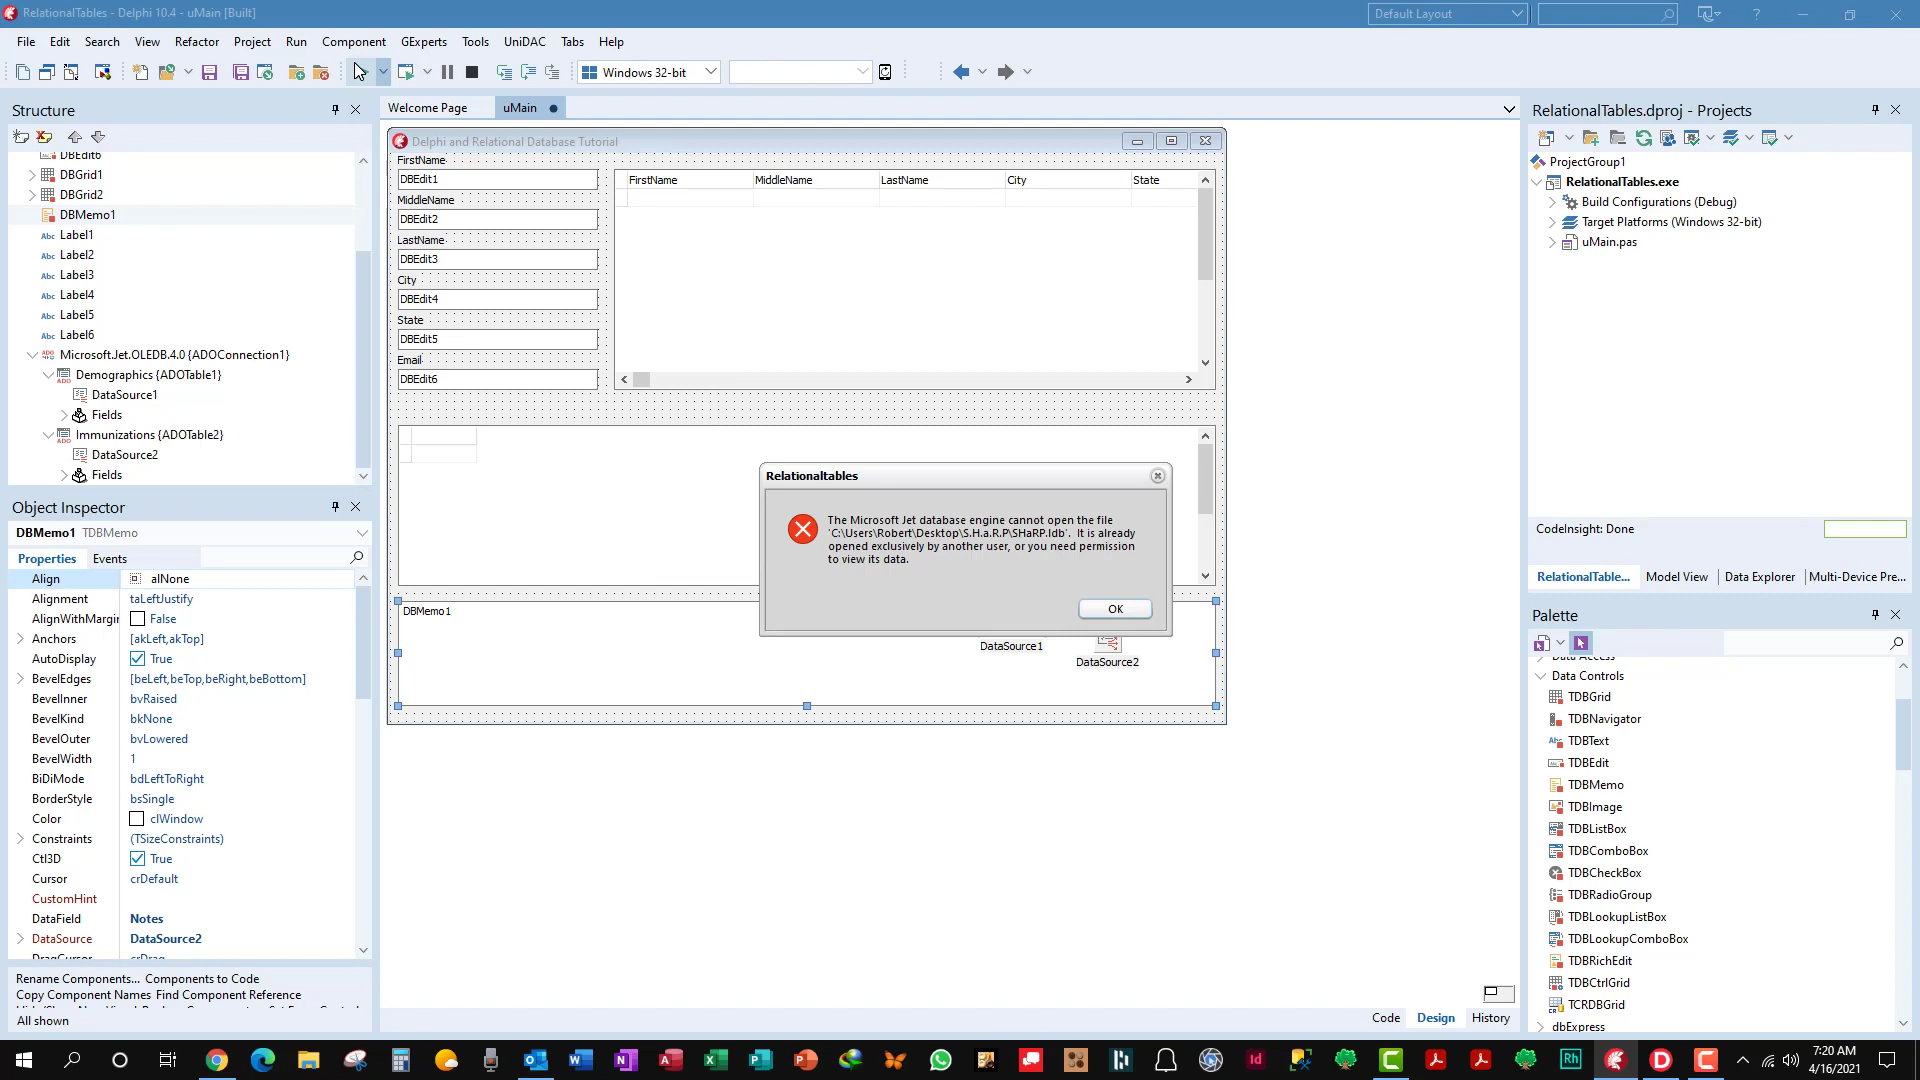 RelationalTables - Delphi 10.4 - uMain [Built]
Default Layout
File Edit Search View Refactor Project Run Component GExperts Tools UniDAC Tabs Help
Windows 32-bit
Structure
DBEdit6
DBGrid1
DBGrid2
DBMemo1
Label1
Label2
Label3
Label4
Label5
Label6
Microsoft.Jet.OLEDB.4.0 {ADOConnection1}
Demographics {ADOTable1}
DataSource1
Fields
Immunizations {ADOTable2}
DataSource2
Fields
Object Inspector
DBMemo1 TDBMemo
Properties Events
Align alNone
Alignment taLeftJustify
AlignWithMargin False
Anchors [akLeft,akTop]
AutoDisplay True
BevelEdges [beLeft,beTop,beRight,beBottom]
BevelInner bvRaised
BevelKind bkNone
BevelOuter bvLowered
BevelWidth 1
BiDiMode bdLeftToRight
BorderStyle bsSingle
Color clWindow
Constraints (TSizeConstraints)
Ctl3D True
Cursor crDefault
CustomHint
DataField Notes
DataSource DataSource2
DragCursor crDrag
Rename Components... Components to Code
Copy Component Names Find Component Reference
All shown
Welcome Page uMain
Delphi and Relational Database Tutorial
FirstName
DBEdit1
MiddleName
DBEdit2
LastName
DBEdit3
City
DBEdit4
State
DBEdit5
Email
DBEdit6
FirstName MiddleName LastName City State
Relationaltables
The Microsoft Jet database engine cannot open the file
'C:\Users\Robert\Desktop\S.H.a.R.P\SHaRP.ldb'. It is already
opened exclusively by another user, or you need permission
to view its data.
OK
DBMemo1
DataSource1
DataSource2
Code Design History
RelationalTables.dproj - Projects
ProjectGroup1
RelationalTables.exe
Build Configurations (Debug)
Target Platforms (Windows 32-bit)
uMain.pas
CodeInsight: Done
RelationalTable... Model View Data Explorer Multi-Device Pre...
Palette
Data Access
Data Controls
TDBGrid
TDBNavigator
TDBText
TDBEdit
TDBMemo
TDBImage
TDBListBox
TDBComboBox
TDBCheckBox
TDBRadioGroup
TDBLookupListBox
TDBLookupComboBox
TDBRichEdit
TDBCtrlGrid
TCRDBGrid
dbExpress
7:20 AM
4/16/2021